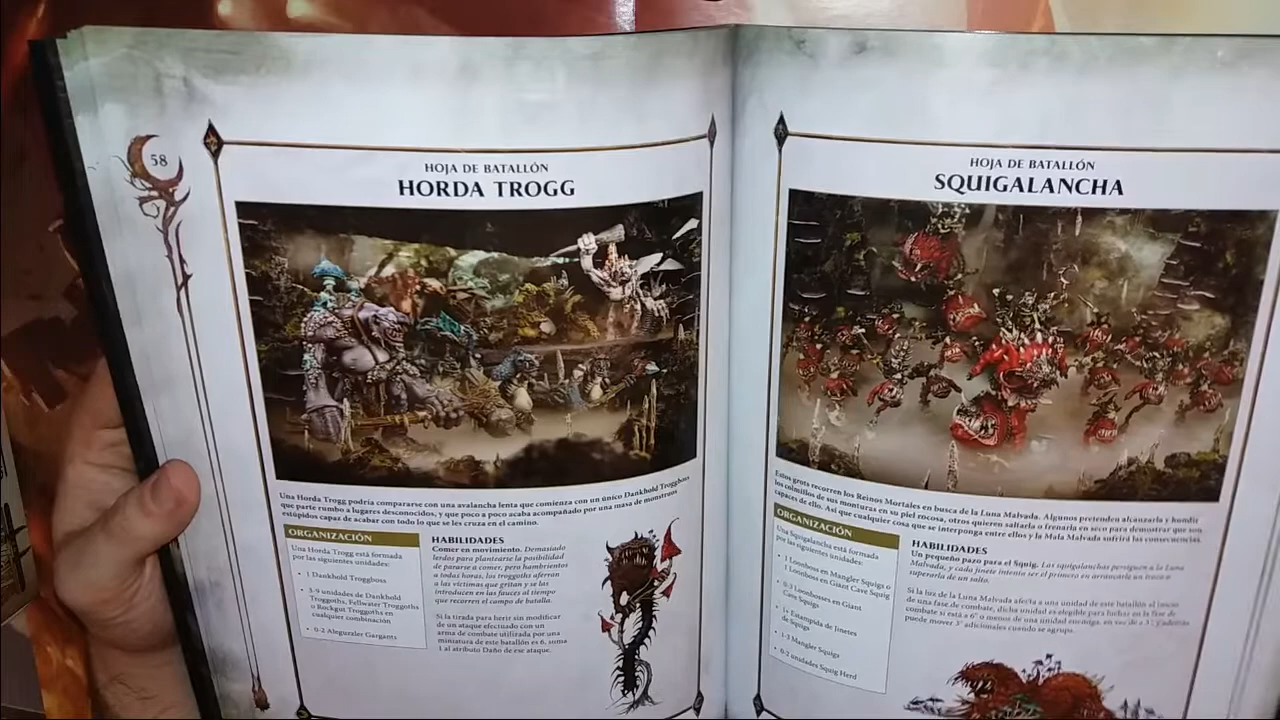 58
HOJA DE BATALLÓN
HORDA TROGG
Una Horda Trogg podría compararse con una avalancha lenta que comienza con un único Dankhold Troggboss
que parte rumbo a lugares desconocidos, y que poco a poco acaba acompañado por una masa de monstruos
estúpidos capaz de acabar con todo lo que se les cruza en el camino.
ORGANIZACIÓN
Una Horda Trogg está formada
por las siguientes unidades:
• 1 Dankhold Troggboss
• 3-9 unidades de Dankhold
Troggoths, Fellwater Troggoths
o Rockgut Troggoths en
cualquier combinación
• 0-2 Aleguzzler Gargants
HABILIDADES
Comer en movimiento. Demasiado
lerdos para plantearse la posibilidad
de pararse a comer, pero hambrientos
a todas horas, los troggoths aferran
a las víctimas que gritan y se las
introducen en las fauces al tiempo
que recorren el campo de batalla.
Si la tirada para herir sin modificar
de un ataque efectuado con un
arma de combate utilizada por una
miniatura de este batallón es 6, suma
1 al atributo Daño de ese ataque.
HOJA DE BATALLÓN
SQUIGALANCHA
Estos grots recorren los Reinos Mortales en busca de la Luna Malvada. Algunos pretenden alcanzarla y hundir
los colmillos de sus monturas en su piel rocosa, otros quieren saltarla o frenarla en seco para demostrar que son
capaces de ello. Así que cualquier cosa que se interponga entre ellos y la Mala Malvada sufrirá las consecuencias.
ORGANIZACIÓN
Una Squigalancha está formada
por las siguientes unidades:
• 1 Loonboss en Mangler Squigs o
1 Loonboss en Giant Cave Squig
• 0-3 Loonbosses en Giant
Cave Squigs
• 1+ Estampida de Jinetes
de Squigs
• 1-3 Mangler Squigs
• 0-2 unidades Squig Herd
HABILIDADES
Un pequeño pazo para el Squig. Las squigalanchas persiguen a la Luna
Malvada, y cada jinete intenta ser el primero en arrancarle un trozo o
superarla de un salto.
Si la luz de la Luna Malvada afecta a una unidad de este batallón al inicio
de una fase de combate, dicha unidad es elegible para luchar en la fase de
combate si está a 6" o menos de una unidad enemiga, en vez de a 3", y además
puede mover 3" adicionales cuando se agrupa.